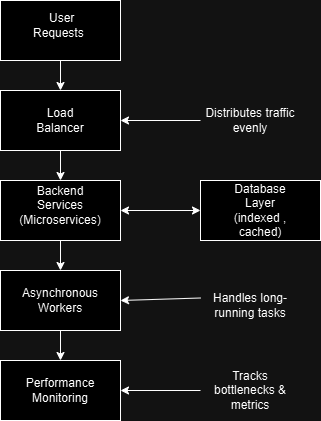 User
Requests
Load
Balancer
Distributes traffic
evenly
Backend
Services
(Microservices)
Database
Layer
(indexed ,
cached)
Asynchronous
Workers
Handles long-
running tasks
Performance
Monitoring
Tracks
bottlenecks &
metrics